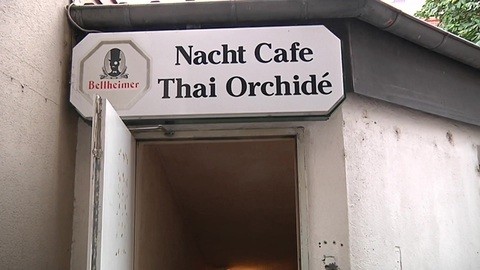 Nacht Cafe
Bellheimer
Thai Orchidé